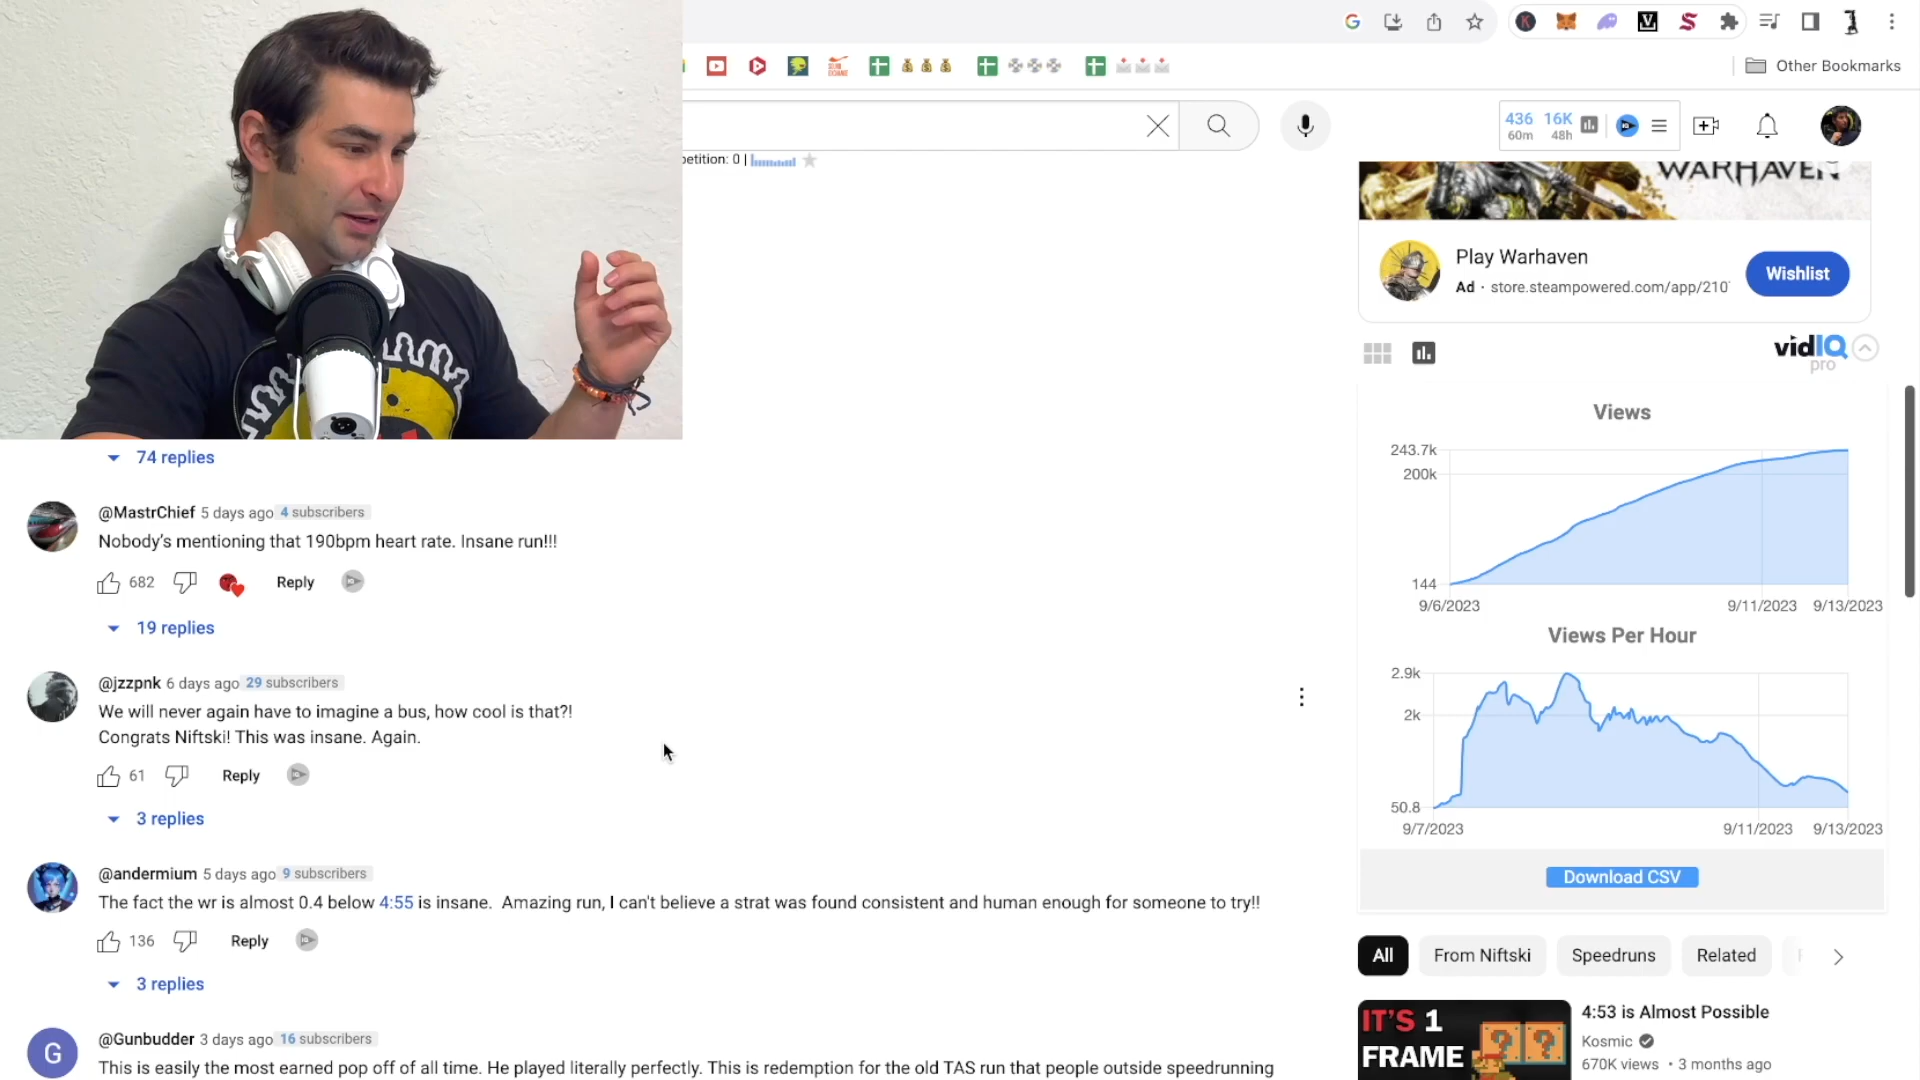 Other Bookmarks
436 16K
60m 48h
petition: 0 |
WARHAVEN
Play Warhaven
Ad · store.steampowered.com/app/210
Wishlist
vidIQ
pro
Views
243.7k
200k
144
9/6/2023 9/11/2023 9/13/2023
Views Per Hour
2.9k
2k
50.8
9/7/2023 9/11/2023 9/13/2023
Download CSV
All From Niftski Speedruns Related
IT'S 1
FRAME
4:53 is Almost Possible
Kosmic
670K views • 3 months ago
74 replies
@MastrChief 5 days ago 4 subscribers
Nobody's mentioning that 190bpm heart rate. Insane run!!!
682 Reply
19 replies
@jzzpnk 6 days ago 29 subscribers
We will never again have to imagine a bus, how cool is that?!
Congrats Niftski! This was insane. Again.
61 Reply
3 replies
@andermium 5 days ago 9 subscribers
The fact the wr is almost 0.4 below 4:55 is insane. Amazing run, I can't believe a strat was found consistent and human enough for someone to try!!
136 Reply
3 replies
G
@Gunbudder 3 days ago 16 subscribers
This is easily the most earned pop off of all time. He played literally perfectly. This is redemption for the old TAS run that people outside speedrunning